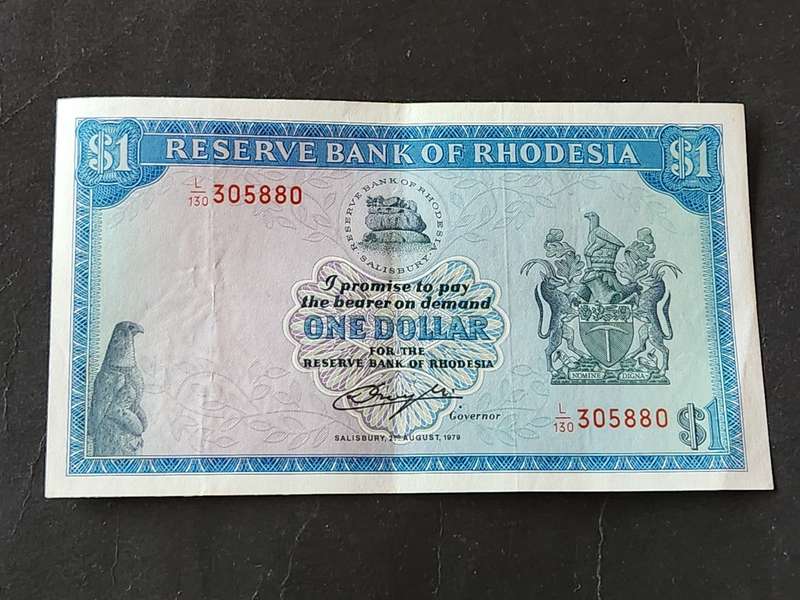 $1 RESERVE BANK OF RHODESIA $1
L/130 305880
RESERVE BANK OF RHODESIA
SALISBURY
I promise to pay
the bearer on demand
ONE DOLLAR
FOR THE
RESERVE BANK OF RHODESIA
Governor
SALISBURY, 2ND AUGUST, 1979
NOMINE DIGNA
L/130 305880 $1